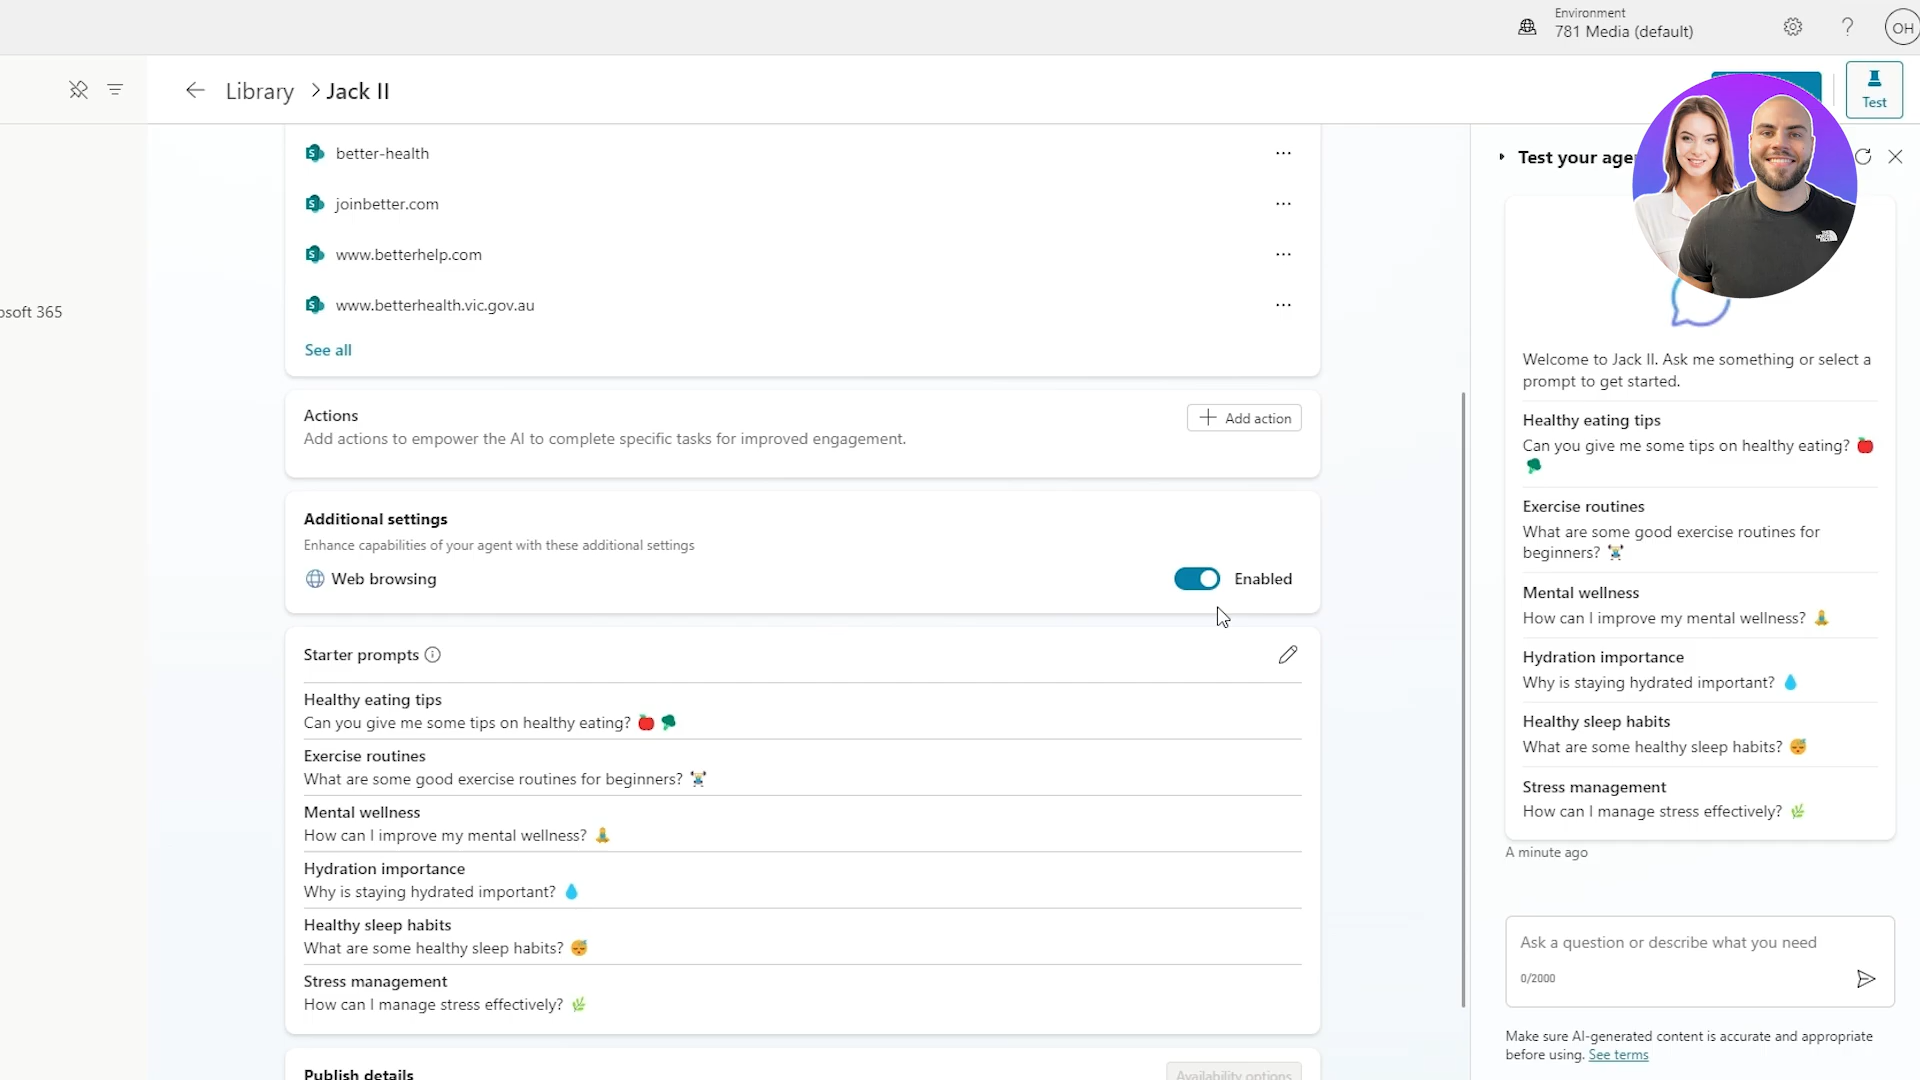 Environment
781 Media (default)
OH
Library > Jack II
Test
better-health
joinbetter.com
www.betterhelp.com
www.betterhealth.vic.gov.au
See all
osoft 365
Actions
Add action
Add actions to empower the AI to complete specific tasks for improved engagement.
Additional settings
Enhance capabilities of your agent with these additional settings
Web browsing
Enabled
Starter prompts
Healthy eating tips
Can you give me some tips on healthy eating? 🍎 🥦
Exercise routines
What are some good exercise routines for beginners? 🏋️
Mental wellness
How can I improve my mental wellness? 🧘
Hydration importance
Why is staying hydrated important? 💧
Healthy sleep habits
What are some healthy sleep habits? 😴
Stress management
How can I manage stress effectively? 🌿
Publish details
Availability options
Test your age
Welcome to Jack II. Ask me something or select a
prompt to get started.
Healthy eating tips
Can you give me some tips on healthy eating? 🍎
🥦
Exercise routines
What are some good exercise routines for
beginners? 🏋️
Mental wellness
How can I improve my mental wellness? 🧘
Hydration importance
Why is staying hydrated important? 💧
Healthy sleep habits
What are some healthy sleep habits? 😴
Stress management
How can I manage stress effectively? 🌿
A minute ago
Ask a question or describe what you need
0/2000
Make sure AI-generated content is accurate and appropriate
before using. See terms